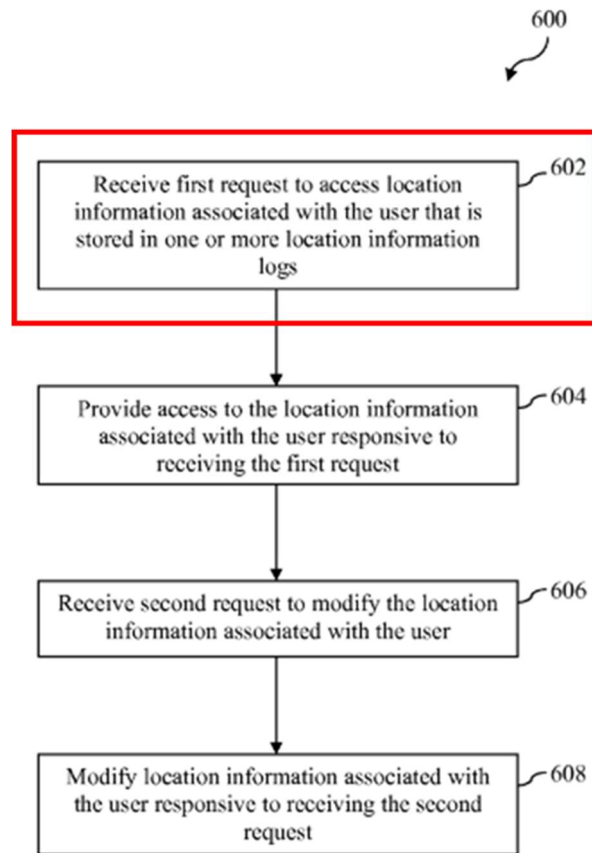 600
602
Receive first request to access location
information associated with the user that is
stored in one or more location information
logs
604
Provide access to the location information
associated with the user responsive to
receiving the first request
606
Receive second request to modify the location
information associated with the user
608
Modify location information associated with
the user responsive to receiving the second
request